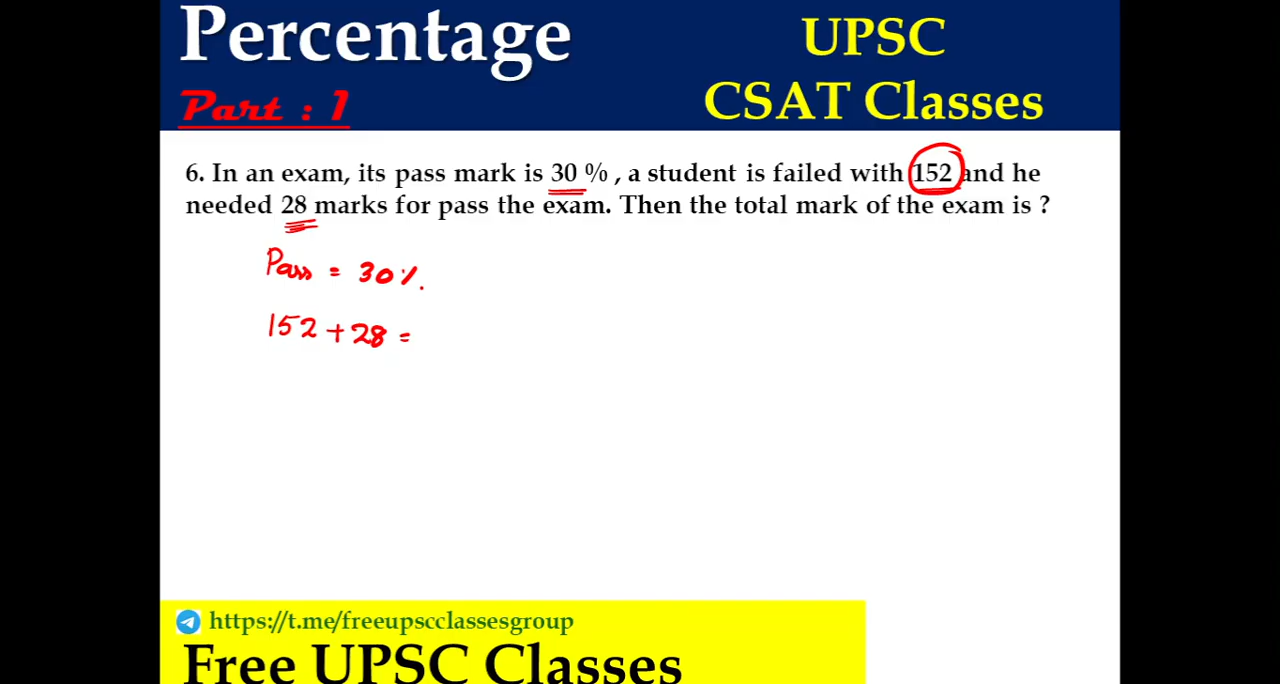 Percentage
Part : 1
UPSC
CSAT Classes
6. In an exam, its pass mark is 30 % , a student is failed with 152 and he
needed 28 marks for pass the exam. Then the total mark of the exam is ?
Pass = 30%.
152 + 28 =
https://t.me/freeupscclassesgroup
Free UPSC Classes